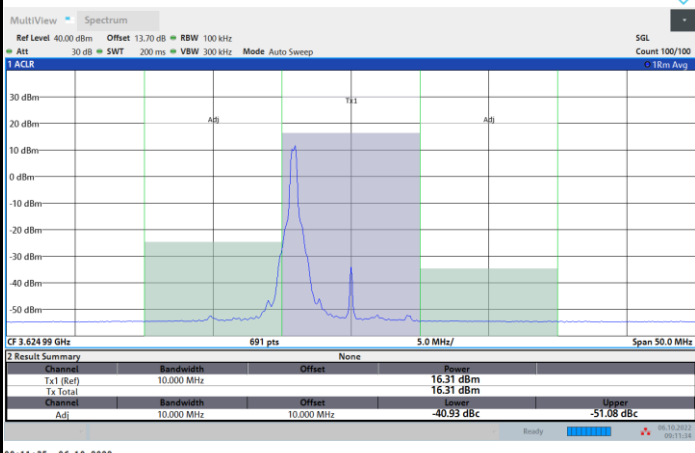 MultiView Spectrum
Ref Level 40.00 dBm Offset 13.70 dB RBW 100 kHz SGL
Att 30 dB SWT 200 ms VBW 300 kHz Mode Auto Sweep Count 100/100
1 ACLR 1Rm Avg
30 dBm
Tx1
20 dBm
Adj Adj
10 dBm
0 dBm
-10 dBm
-20 dBm
-30 dBm
-40 dBm
-50 dBm
CF 3.624 99 GHz 691 pts 5.0 MHz/ Span 50.0 MHz
2 Result Summary None
Channel Bandwidth Offset Power
Tx1 (Ref) 10.000 MHz 16.31 dBm
Tx Total 16.31 dBm
Channel Bandwidth Offset Lower Upper
Adj 10.000 MHz 10.000 MHz -40.93 dBc -51.08 dBc
Ready 06.10.2022
09:11:39